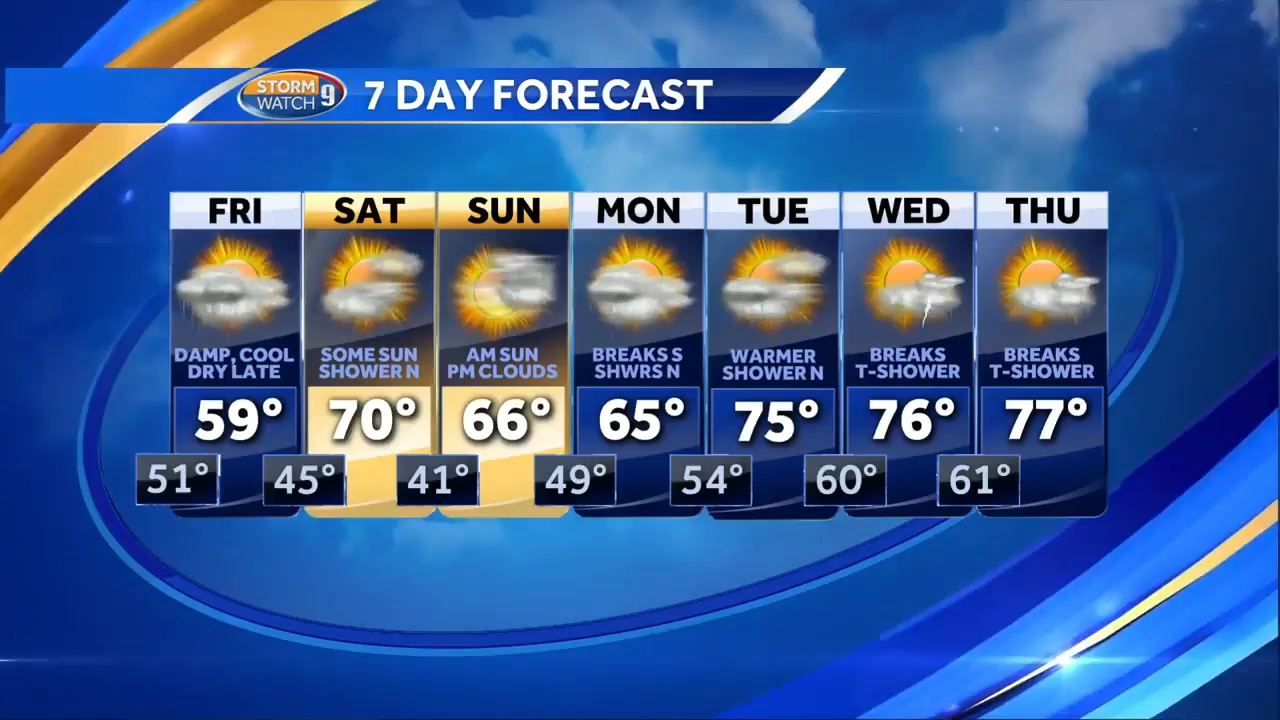 STORM
WATCH 9
7 DAY FORECAST
FRI SAT SUN MON TUE WED THU
DAMP, COOL SOME SUN AM SUN BREAKS S WARMER BREAKS BREAKS
DRY LATE SHOWER N PM CLOUDS SHWRS N SHOWER N T-SHOWER T-SHOWER
59° 70° 66° 65° 75° 76° 77°
51° 45° 41° 49° 54° 60° 61°